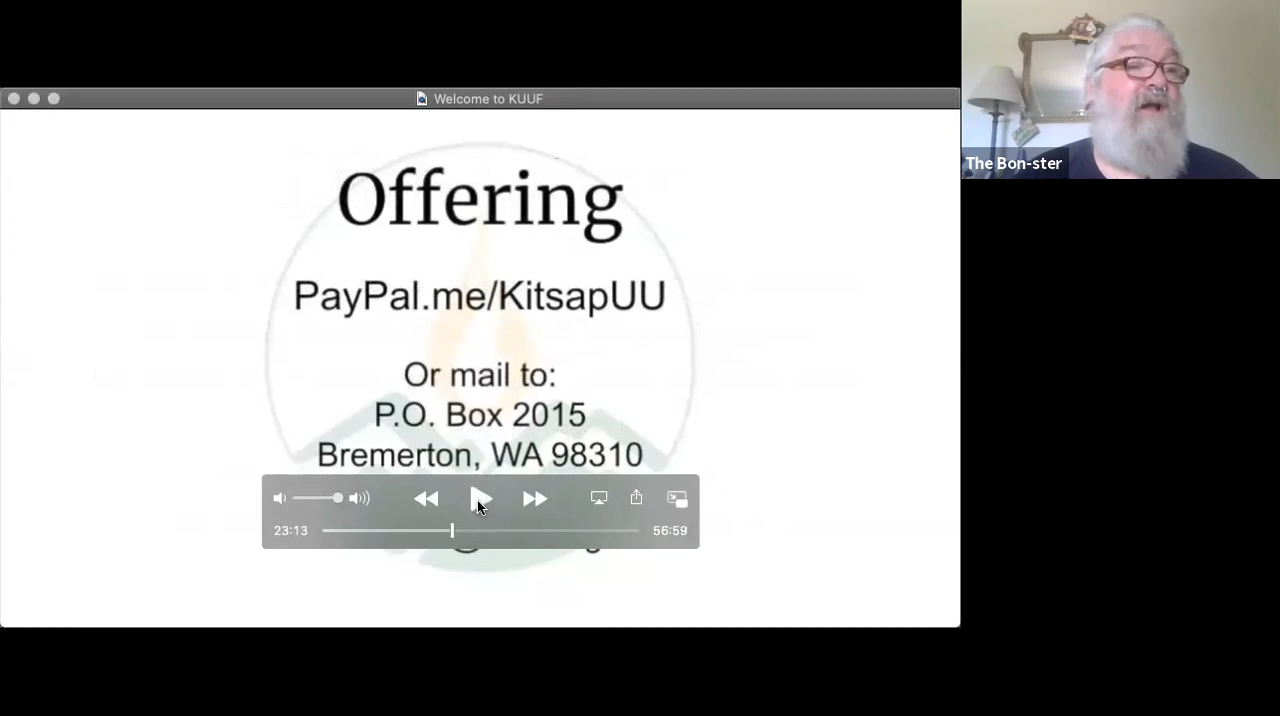 Welcome to KUUF
Offering
PayPal.me/KitsapUU
Or mail to:
P.O. Box 2015
Bremerton, WA 98310
23:13
56:59
The Bon-ster